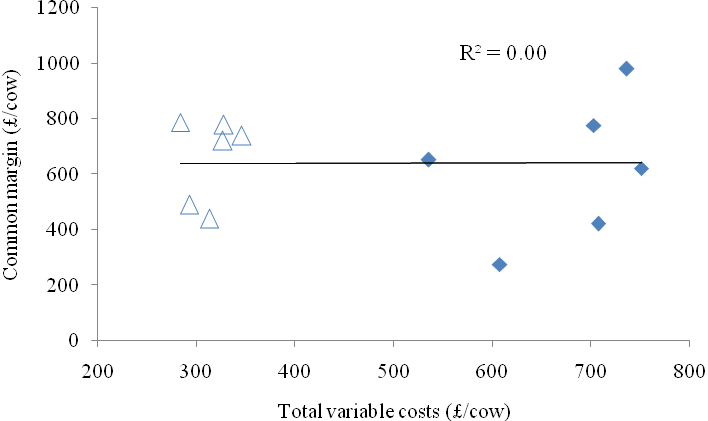 1200
R² = 0.00
1000
800
600
400
200
0
200 300 400 500 600 700 800
Common margin (£/cow)
Total variable costs (£/cow)